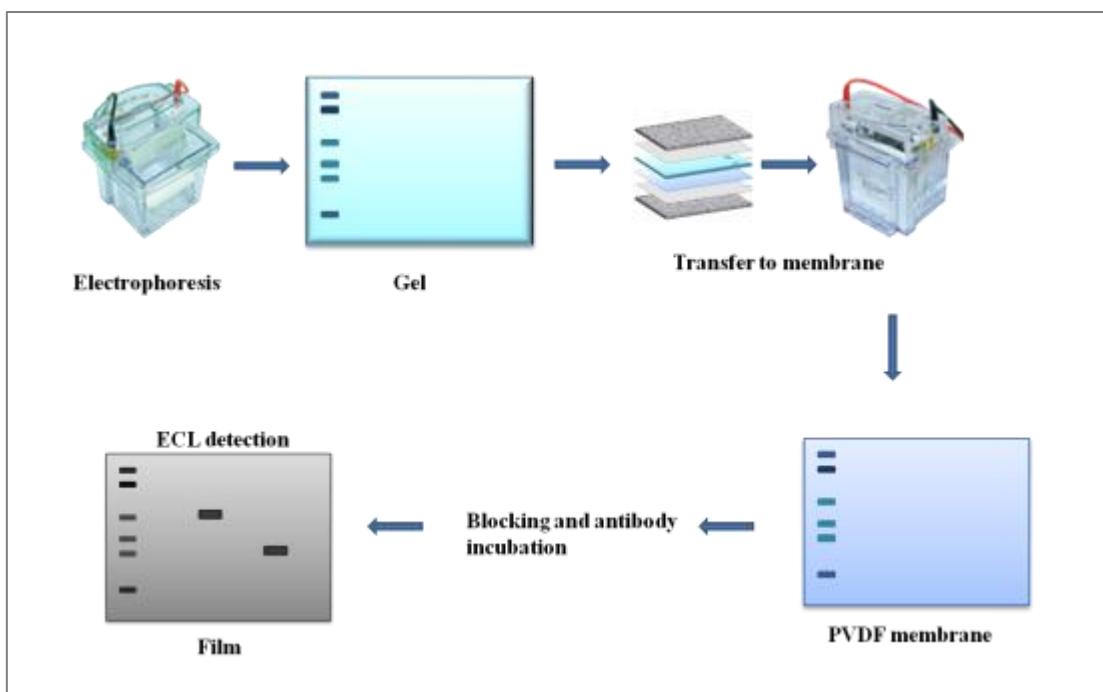 Electrophoresis
Gel
Transfer to membrane
ECL detection
Blocking and antibody
incubation
Film
PVDF membrane